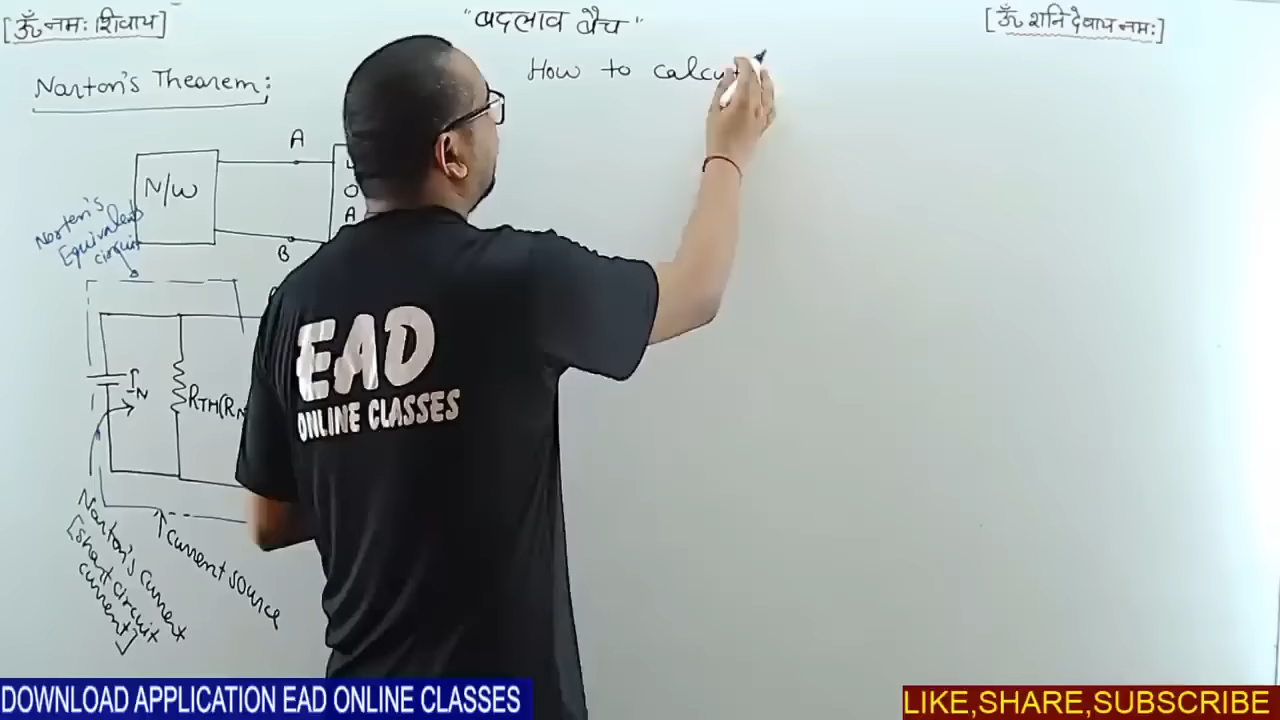 [ॐ नमः शिवाय]
"बदलाव बैच"
[ॐ शनि देवाय नमः]
Norton's Theorem:
How to calcu
A
N/W
O
A
B
Norton's
Equivalent
circuit
IN
RTH(RN
Norton's current
[short circuit
current]
current source
EAD
ONLINE CLASSES
DOWNLOAD APPLICATION EAD ONLINE CLASSES
LIKE,SHARE,SUBSCRIBE